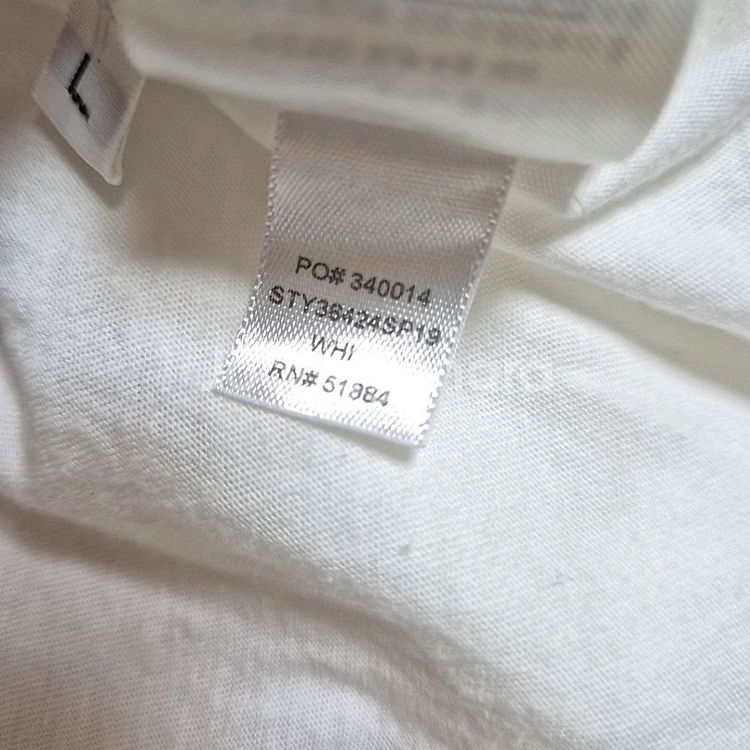 L
PO# 340014
STY36424SP19
WHI
RN# 51884